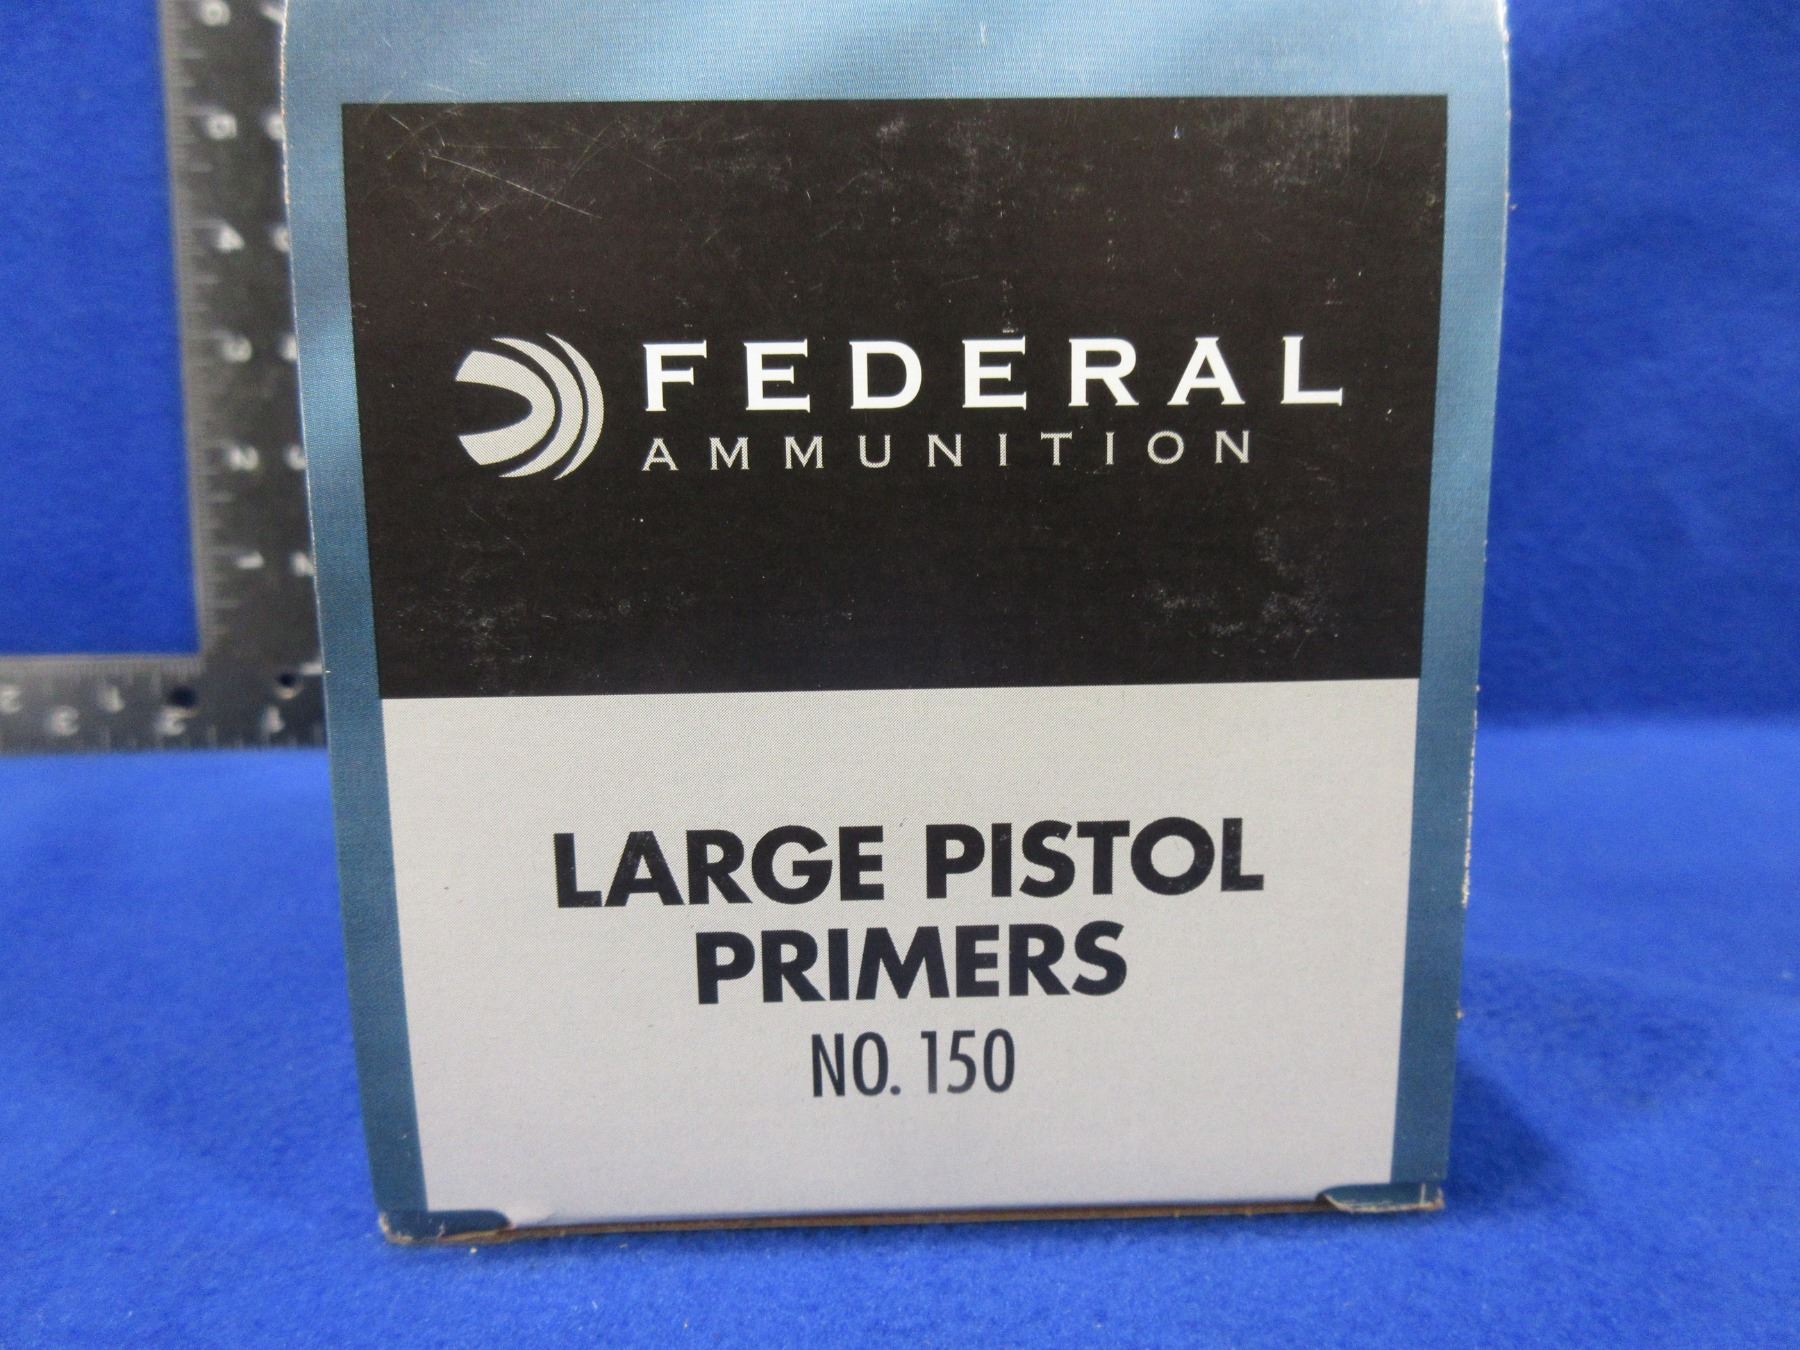 FEDERAL
AMMUNITION
LARGE PISTOL
PRIMERS
NO. 150